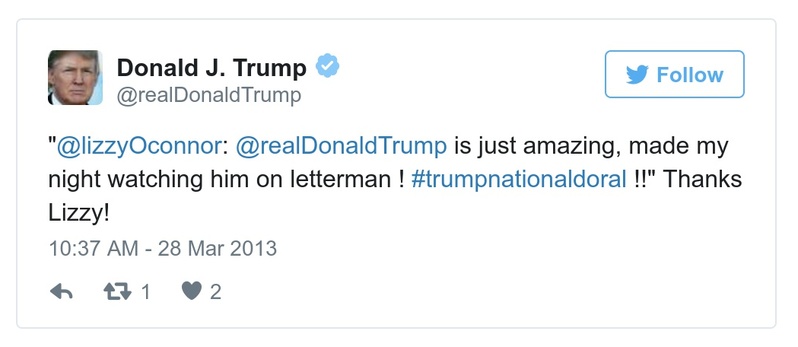 Donald J. Trump
@realDonaldTrump
Follow
"@lizzyOconnor: @realDonaldTrump is just amazing, made my
night watching him on letterman ! #trumpnationaldoral !!" Thanks
Lizzy!
10:37 AM - 28 Mar 2013
1 2